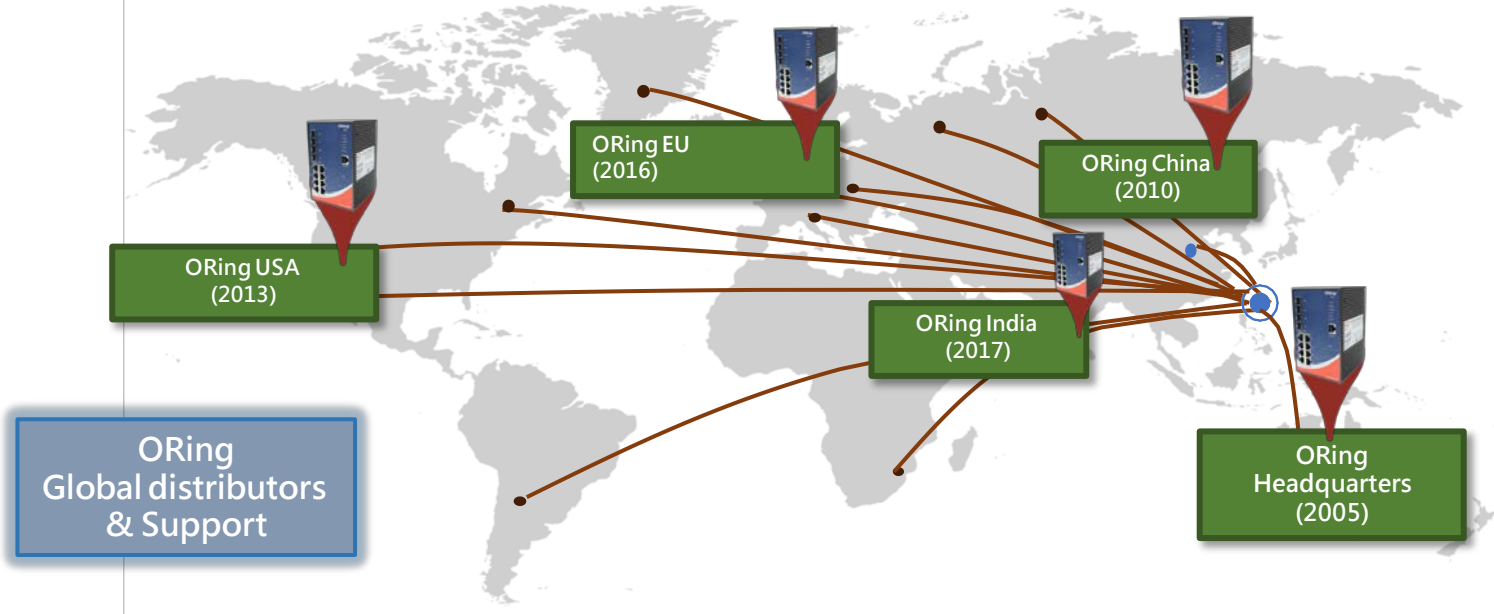 ORing EU
(2016)
ORing China
(2010)
ORing USA
(2013)
ORing India
(2017)
ORing
Global distributors
& Support
ORing
Headquarters
(2005)